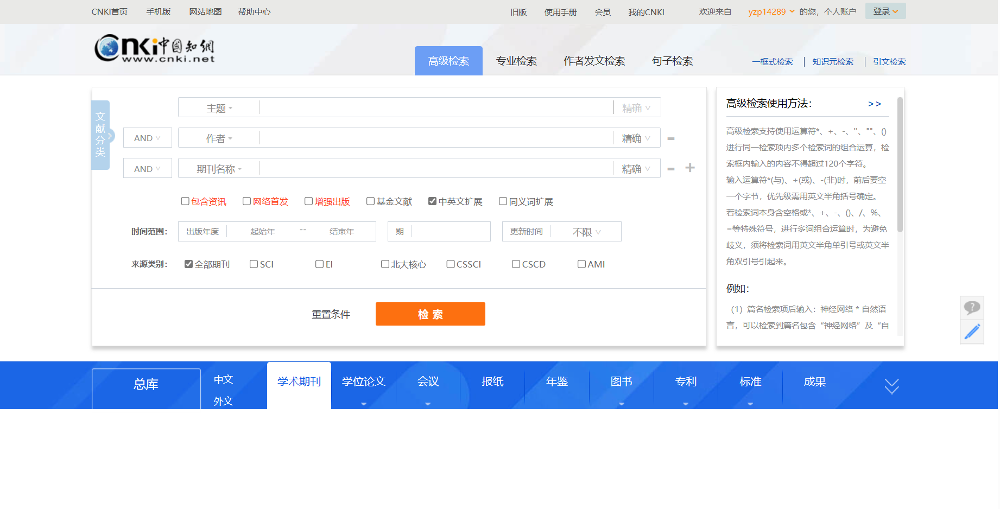 CNKI首页 手机版 网站地图 帮助中心 旧版 使用手册 会员 我的CNKI 欢迎来自 yzp14289 的您，个人账户 登录
Cnki中国知網
www.cnki.net
高级检索 专业检索 作者发文检索 句子检索 一框式检索 知识元检索 引文检索
文献分类
主题 精确
AND 作者 精确
AND 期刊名称 精确
包含资讯 网络首发 增强出版 基金文献 中英文扩展 同义词扩展
时间范围： 出版年度 起始年 -- 结束年 期 更新时间 不限
来源类别： 全部期刊 SCI EI 北大核心 CSSCI CSCD AMI
重置条件 检 索
高级检索使用方法： >>
高级检索支持使用运算符*、+、-、''、""、()
进行同一检索项内多个检索词的组合运算，检
索框内输入的内容不得超过120个字符。
输入运算符*(与)、+(或)、-(非)时，前后要空
一个字节，优先级需用英文半角括号确定。
若检索词本身含空格或*、+、-、()、/、%、
=等特殊符号，进行多词组合运算时，为避免
歧义，须将检索词用英文半角单引号或英文半
角双引号引起来。
例如：
（1）篇名检索项后输入：神经网络 * 自然语
言，可以检索到篇名包含“神经网络”及“自
总库 中文 外文 学术期刊 学位论文 会议 报纸 年鉴 图书 专利 标准 成果